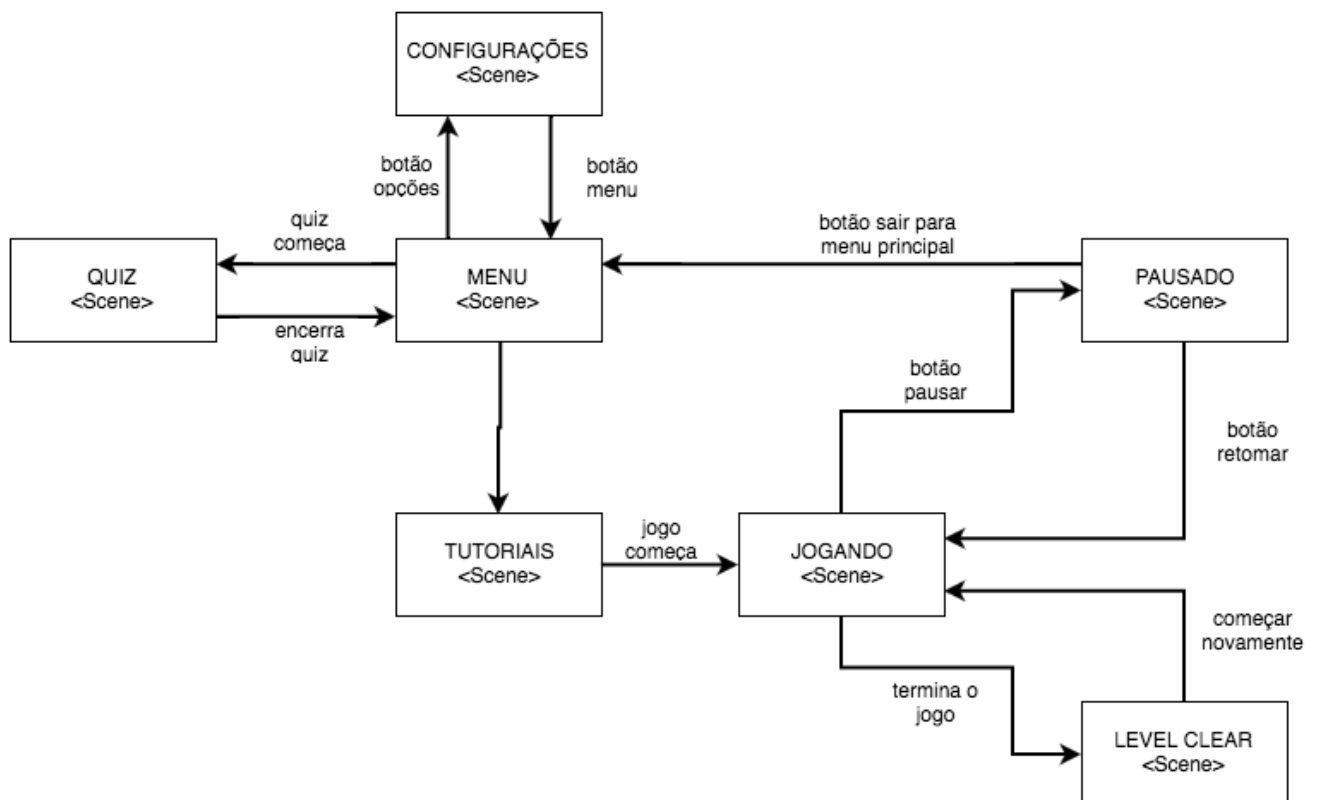 CONFIGURAÇÕES
<Scene>
botão
opções
botão
menu
quiz
começa
botão sair para
menu principal
QUIZ
<Scene>
MENU
<Scene>
PAUSADO
<Scene>
encerra
quiz
botão
pausar
botão
retomar
TUTORIAIS
<Scene>
jogo
começa
JOGANDO
<Scene>
começar
novamente
termina o
jogo
LEVEL CLEAR
<Scene>